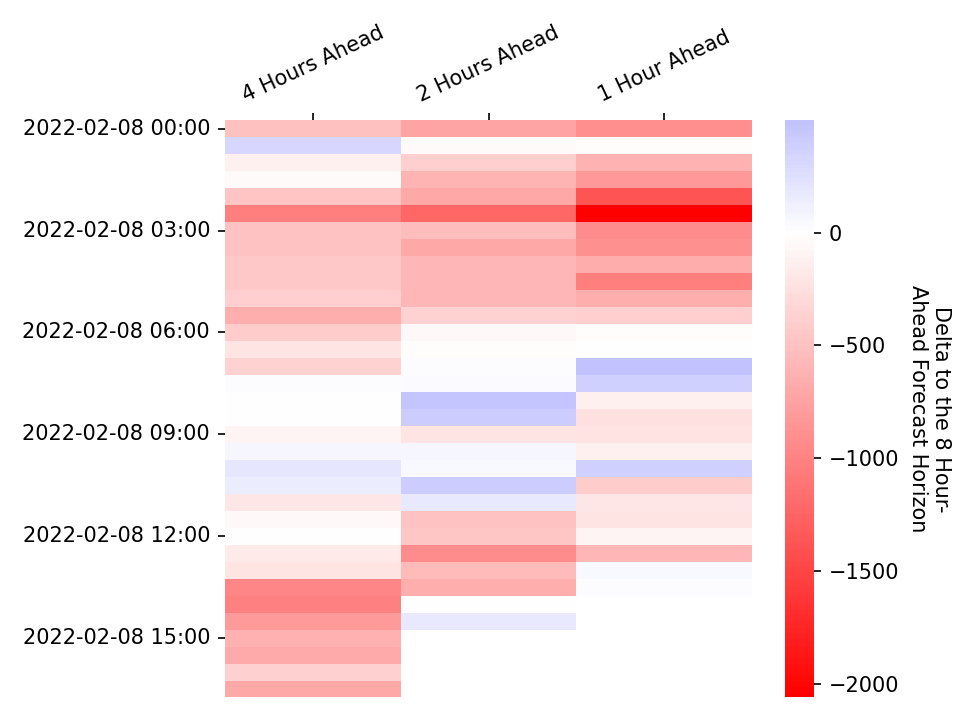 4 Hours Ahead
2 Hours Ahead
1 Hour Ahead
2022-02-08 00:00
2022-02-08 03:00
2022-02-08 06:00
2022-02-08 09:00
2022-02-08 12:00
2022-02-08 15:00
0
−500
−1000
−1500
−2000
Delta to the 8 Hour-
Ahead Forecast Horizon